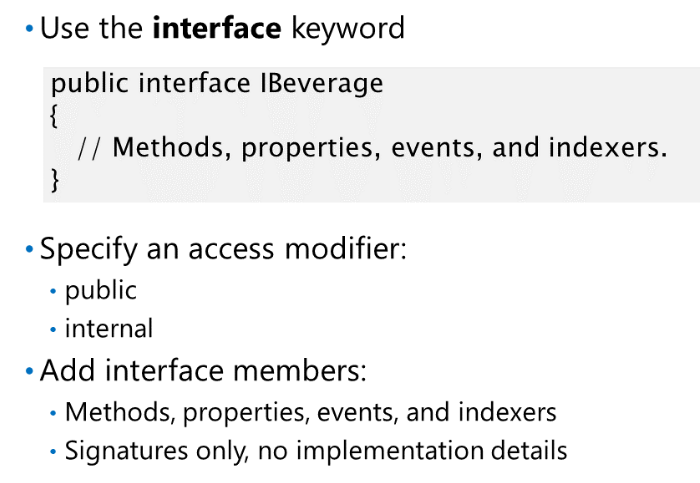 • Use the interface keyword
public interface IBeverage
{
// Methods, properties, events, and indexers.
}
• Specify an access modifier:
• public
• internal
• Add interface members:
• Methods, properties, events, and indexers
• Signatures only, no implementation details